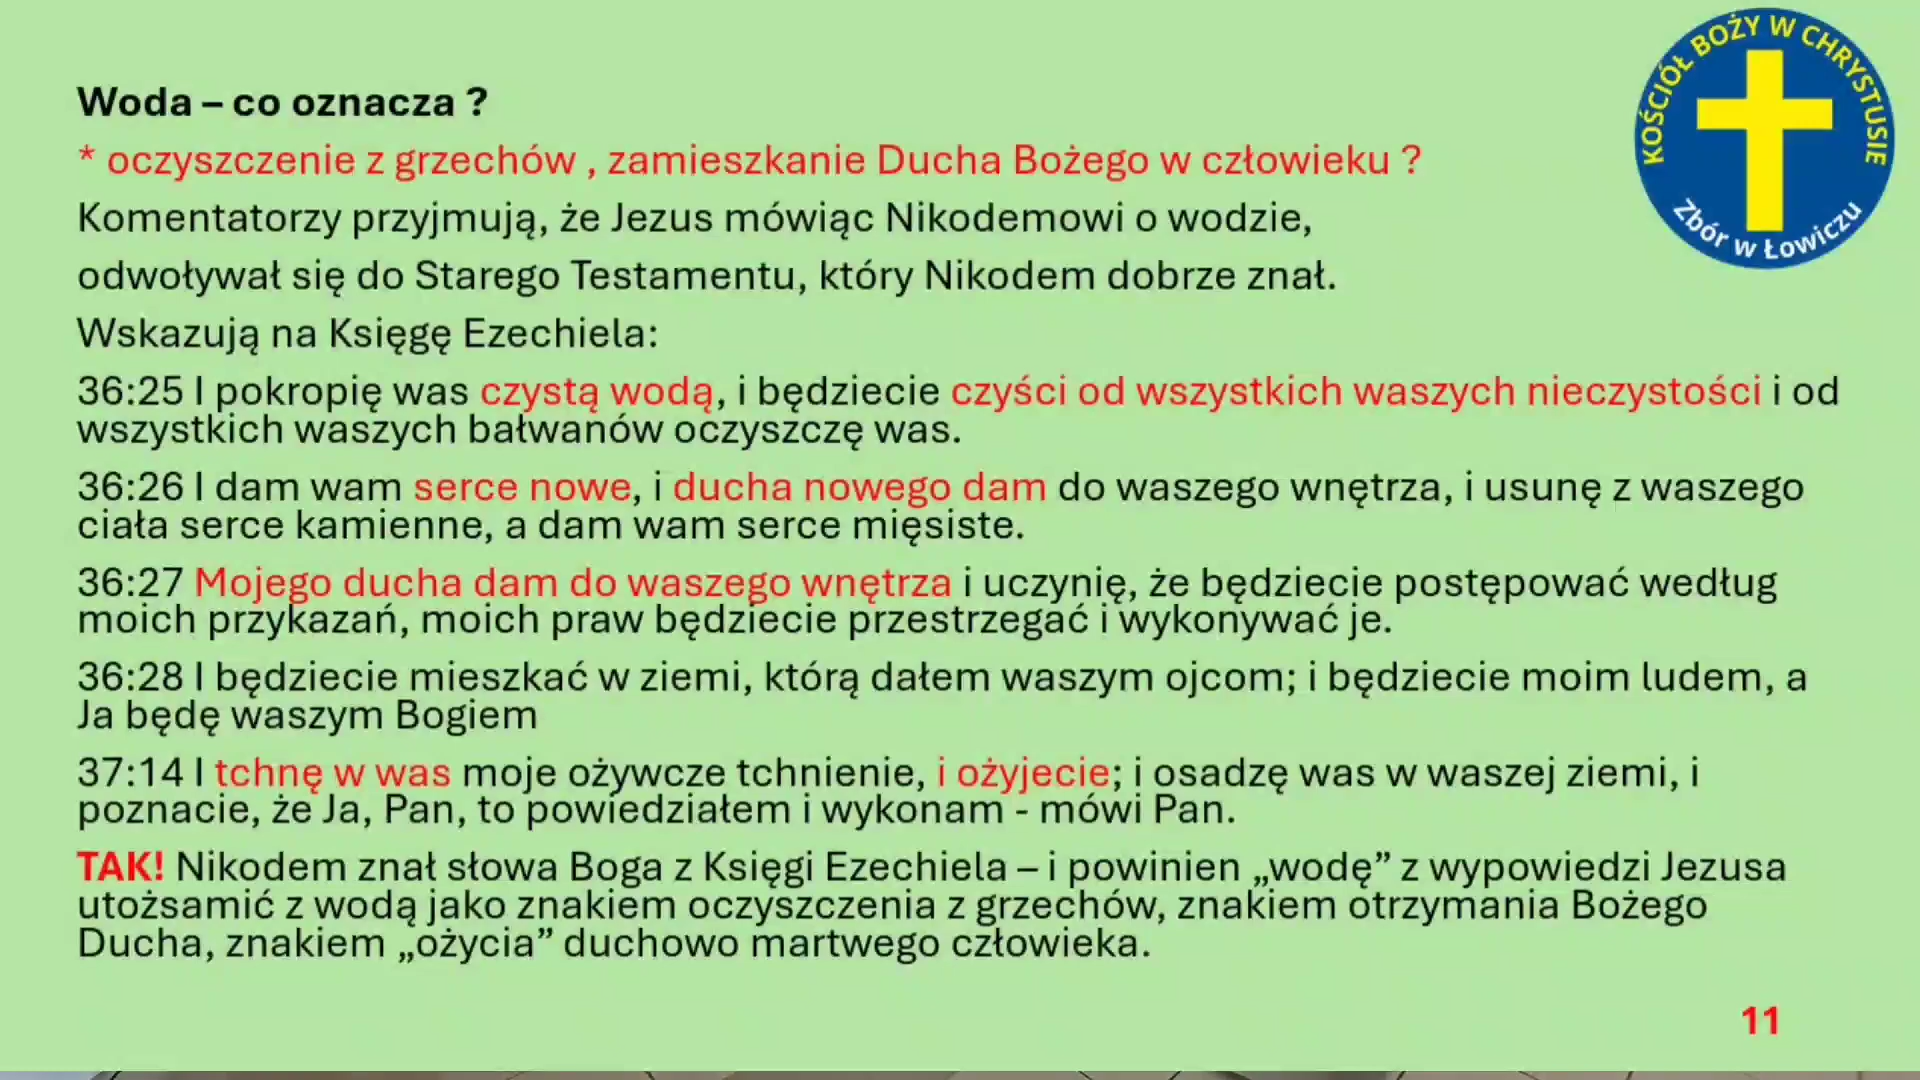 Woda – co oznacza ?
* oczyszczenie z grzechów , zamieszkanie Ducha Bożego w człowieku ?
Komentatorzy przyjmują, że Jezus mówiąc Nikodemowi o wodzie,
odwoływał się do Starego Testamentu, który Nikodem dobrze znał.
Wskazują na Księgę Ezechiela:
36:25 I pokropię was czystą wodą, i będziecie czyści od wszystkich waszych nieczystości i od
wszystkich waszych bałwanów oczyszczę was.
36:26 I dam wam serce nowe, i ducha nowego dam do waszego wnętrza, i usunę z waszego
ciała serce kamienne, a dam wam serce mięsiste.
36:27 Mojego ducha dam do waszego wnętrza i uczynię, że będziecie postępować według
moich przykazań, moich praw będziecie przestrzegać i wykonywać je.
36:28 I będziecie mieszkać w ziemi, którą dałem waszym ojcom; i będziecie moim ludem, a
Ja będę waszym Bogiem
37:14 I tchnę w was moje ożywcze tchnienie, i ożyjecie; i osadzę was w waszej ziemi, i
poznacie, że Ja, Pan, to powiedziałem i wykonam - mówi Pan.
TAK! Nikodem znał słowa Boga z Księgi Ezechiela – i powinien „wodę” z wypowiedzi Jezusa
utożsamić z wodą jako znakiem oczyszczenia z grzechów, znakiem otrzymania Bożego
Ducha, znakiem „ożycia” duchowo martwego człowieka.
KOŚCIÓŁ BOŻY W CHRYSTUSIE
Zbór w Łowiczu
11